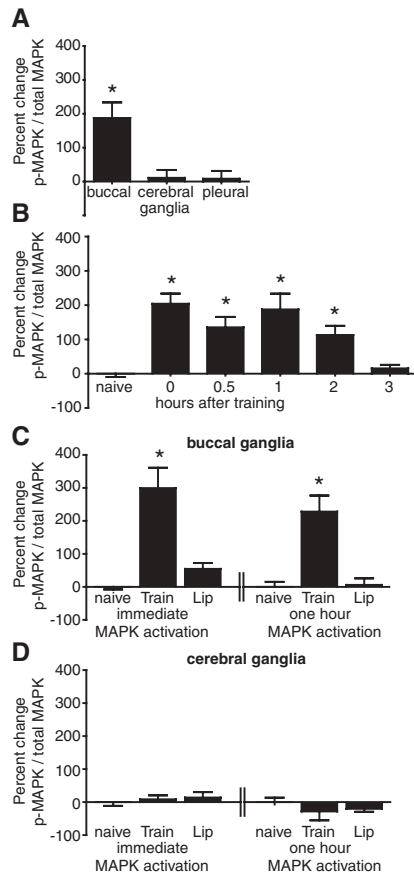 A
Percent change
p-MAPK / total MAPK
400
300
200
100
0
*
buccal cerebral pleural
ganglia
B
Percent change
p-MAPK / total MAPK
400
300
200
100
0
-100
* * * *
naive 0 0.5 1 2 3
hours after training
C
buccal ganglia
Percent change
p-MAPK / total MAPK
400
300
200
100
0
-100
* *
naive Train Lip naive Train Lip
immediate one hour
MAPK activation MAPK activation
D
cerebral ganglia
Percent change
p-MAPK / total MAPK
400
300
200
100
0
-100
naive Train Lip naive Train Lip
immediate one hour
MAPK activation MAPK activation